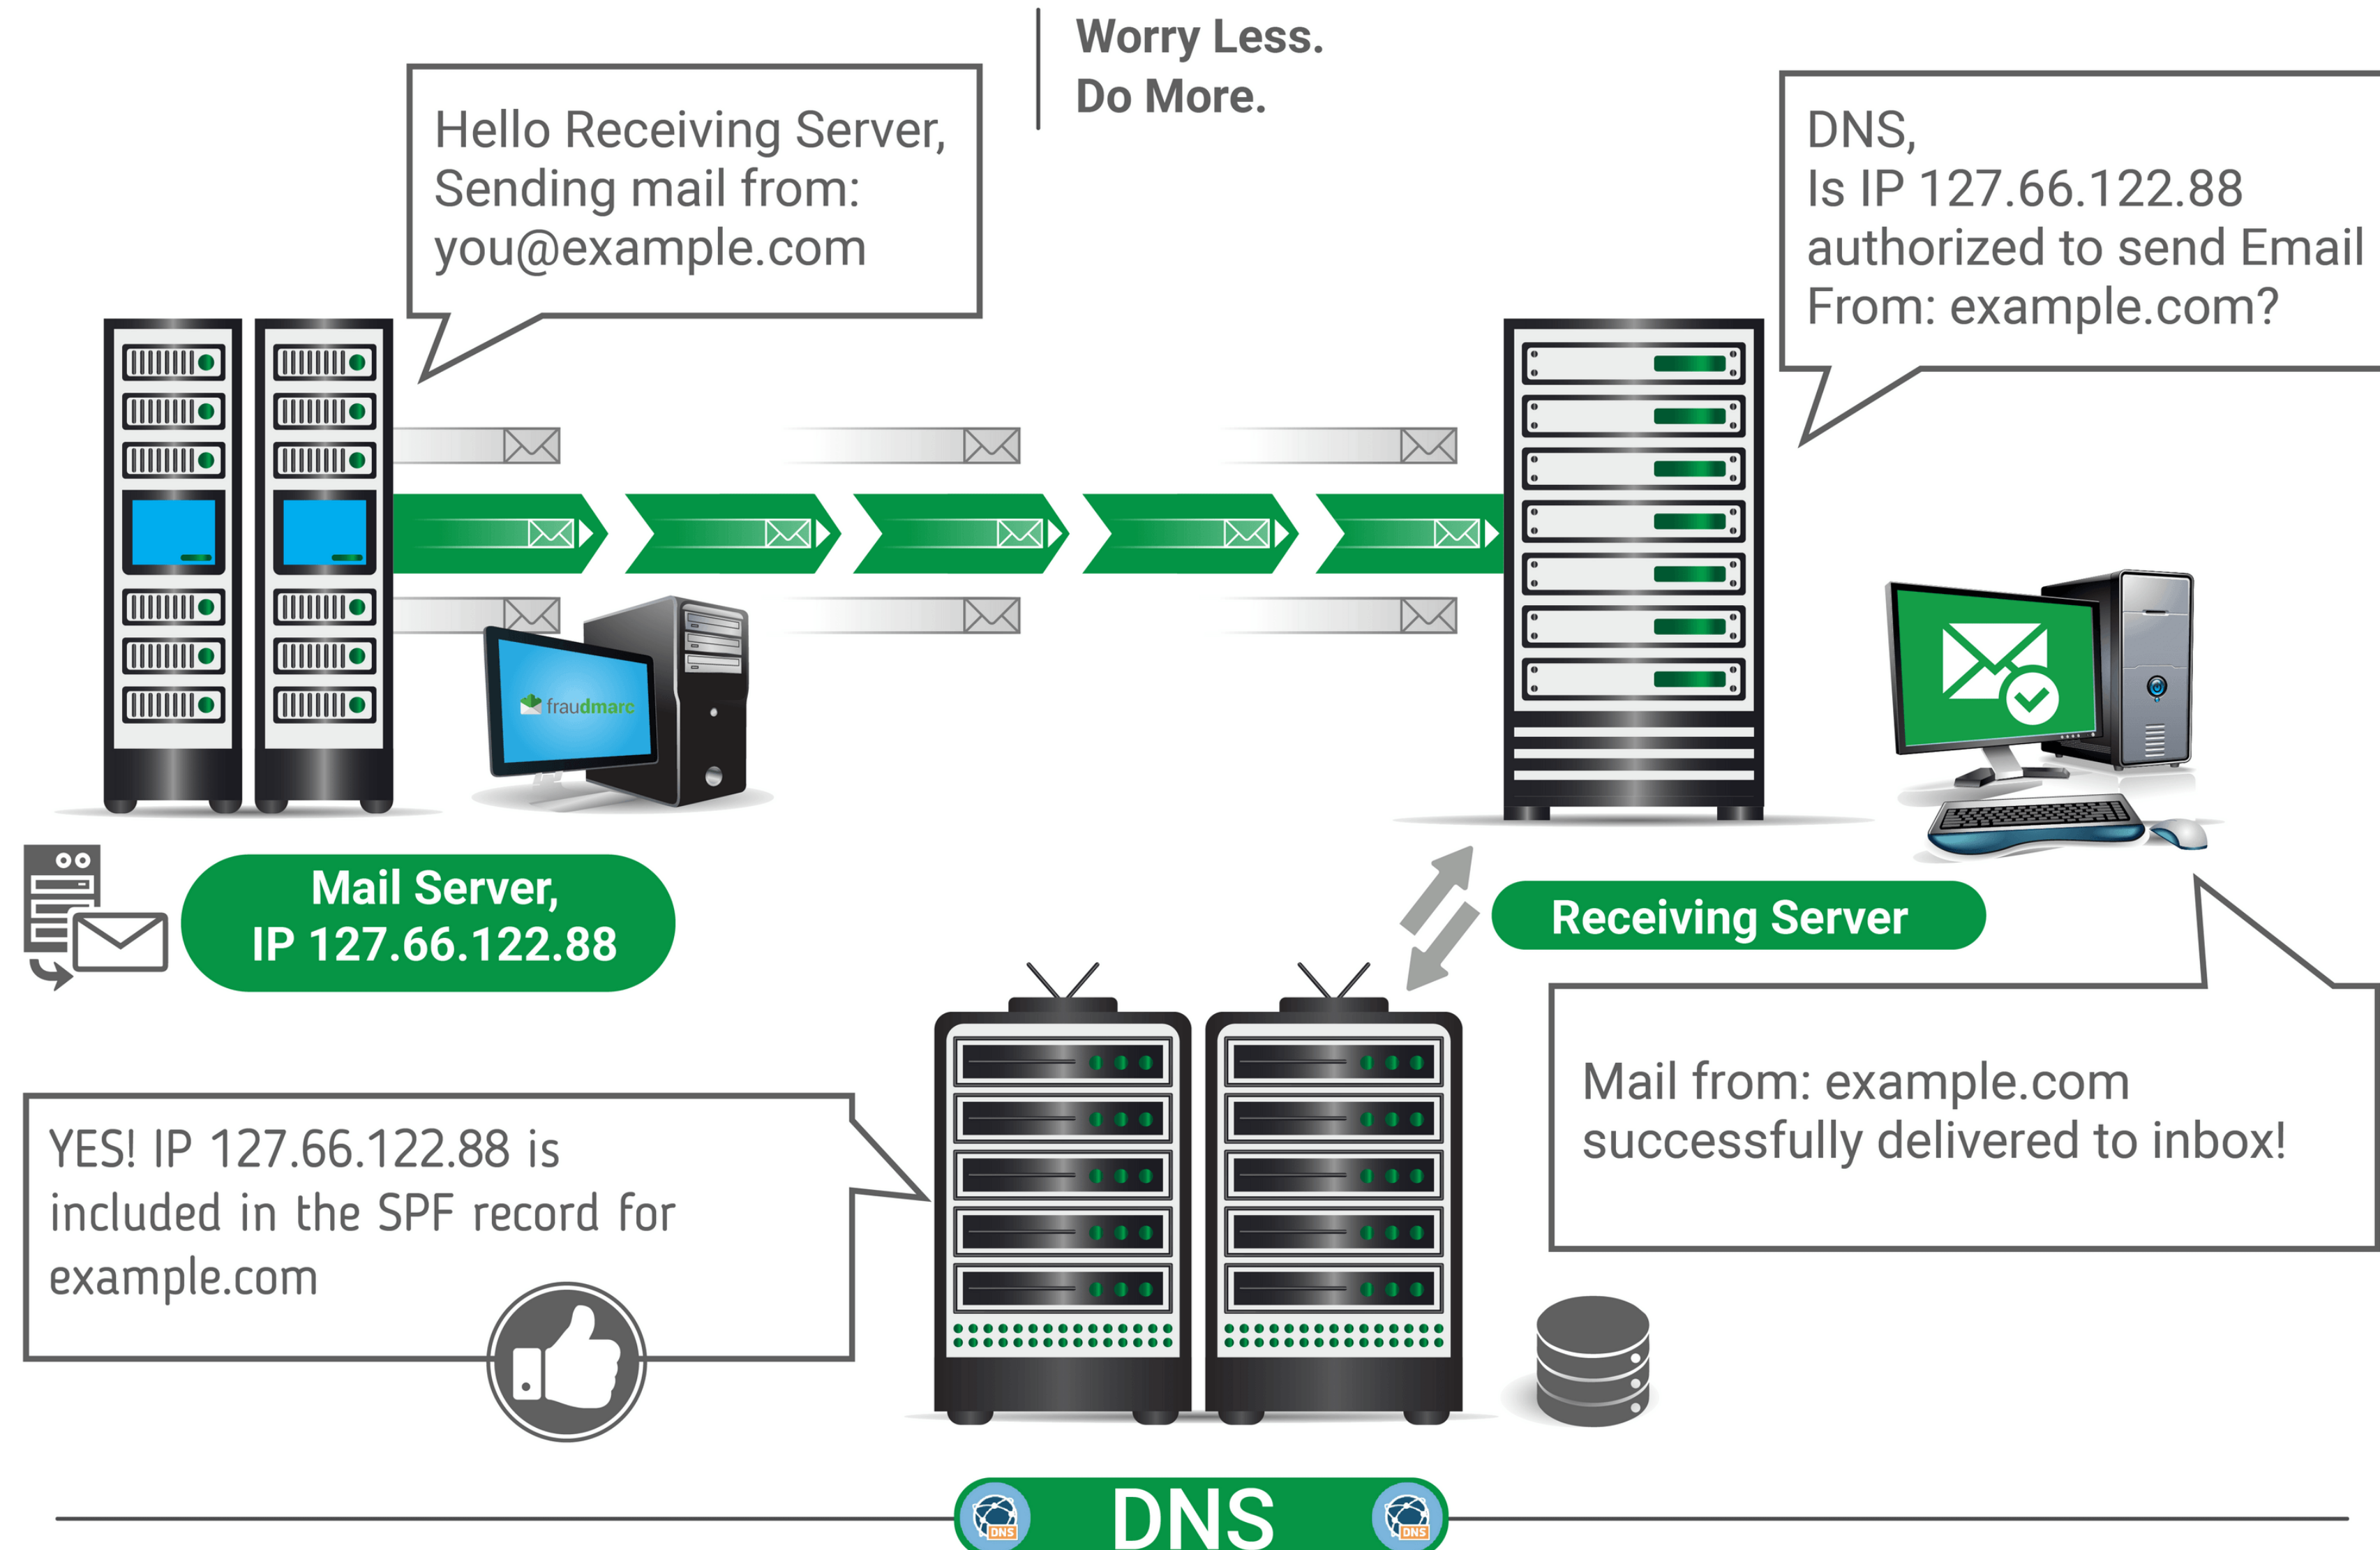 Worry Less.
Do More.
Hello Receiving Server,
Sending mail from:
you@example.com
DNS,
Is IP 127.66.122.88
authorized to send Email
From: example.com?
fraudmarc
Mail Server,
IP 127.66.122.88
Receiving Server
Mail from: example.com
successfully delivered to inbox!
YES! IP 127.66.122.88 is
included in the SPF record for
example.com
DNS
DNS
DNS